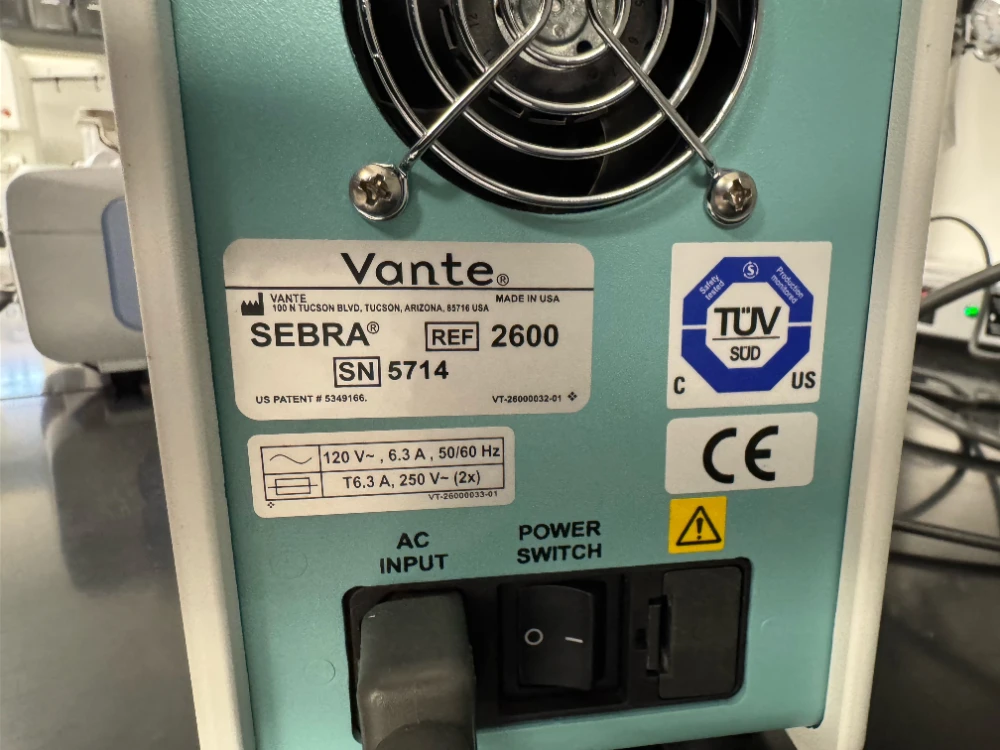 Vante®
VANTE
100 N TUCSON BLVD, TUCSON, ARIZONA, 85716 USA
MADE IN USA
SEBRA® REF 2600
SN 5714
US PATENT # 5349166.
VT-26000032-01
Safety tested
Production monitored
S
TÜV
SÜD
C US
CE
120 V~ , 6.3 A , 50/60 Hz
T6.3 A, 250 V~ (2x)
VT-26000033-01
AC
INPUT
POWER
SWITCH
O I